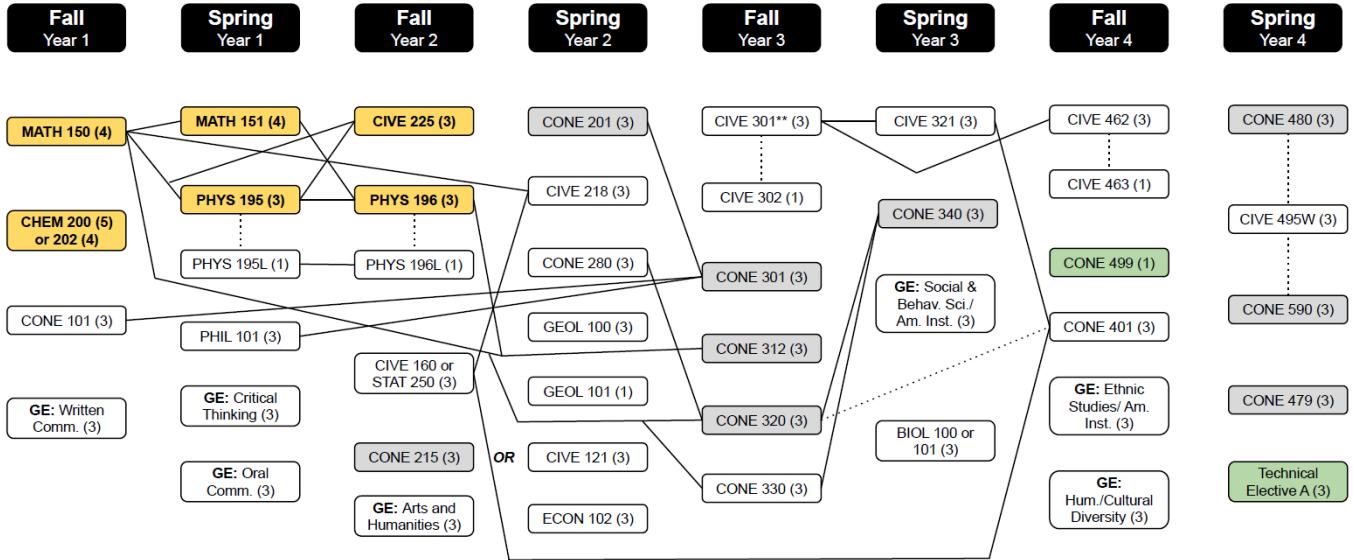 Fall
Year 1
Spring
Year 1
Fall
Year 2
Spring
Year 2
Fall
Year 3
Spring
Year 3
Fall
Year 4
Spring
Year 4
MATH 150 (4)
CHEM 200 (5)
or 202 (4)
CONE 101 (3)
GE: Written
Comm. (3)
MATH 151 (4)
PHYS 195 (3)
PHYS 195L (1)
PHIL 101 (3)
GE: Critical
Thinking (3)
GE: Oral
Comm. (3)
CIVE 225 (3)
PHYS 196 (3)
PHYS 196L (1)
CIVE 160 or
STAT 250 (3)
CONE 215 (3)
OR
GE: Arts and
Humanities (3)
CONE 201 (3)
CIVE 218 (3)
CONE 280 (3)
GEOL 100 (3)
GEOL 101 (1)
CIVE 121 (3)
ECON 102 (3)
CIVE 301** (3)
CIVE 302 (1)
CONE 301 (3)
CONE 312 (3)
CONE 320 (3)
CONE 330 (3)
CIVE 321 (3)
CONE 340 (3)
GE: Social &
Behav. Sci./
Am. Inst. (3)
BIOL 100 or
101 (3)
CIVE 462 (3)
CIVE 463 (1)
CONE 499 (1)
CONE 401 (3)
GE: Ethnic
Studies/ Am.
Inst. (3)
GE:
Hum./Cultural
Diversity (3)
CONE 480 (3)
CIVE 495W (3)
CONE 590 (3)
CONE 479 (3)
Technical
Elective A (3)